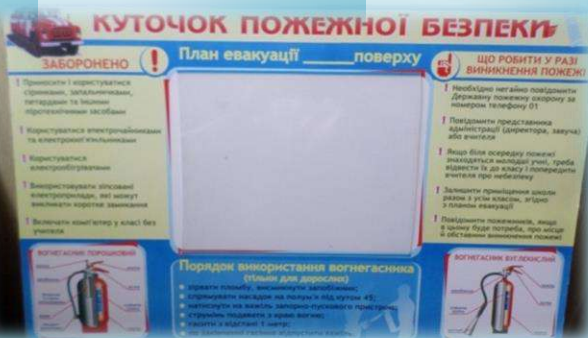 КУТОЧОК ПОЖЕЖНОЇ БЕЗПЕКИ
ЗАБОРОНЕНО
Приносити і користуватися
сірниками, запальничками,
петардами та іншими
піротехнічними засобами
Користуватися електрочайниками
та електрокип'ятильниками
Користуватися
електрообігрівачами
Використовувати зіпсовані
електроприлади, які можуть
викликати коротке замикання
Включати комп'ютер у класі без
учителя
План евакуації ______ поверху
ЩО РОБИТИ У РАЗІ
ВИНИКНЕННЯ ПОЖЕЖІ
Необхідно негайно повідомити
Державну пожежну охорону за
номером телефону 01
Повідомити представника
адміністрації (директора, завуча)
або вчителя
Якщо біля осередку пожежі
знаходяться молодші учні, треба
відвести їх до класу і попередити
вчителя про небезпеку
Залишити приміщення школи
разом з усім класом, згідно
з планом евакуації
Повідомити пожежників, якщо
в цьому буде потреба, про місце
й обставини виникнення пожежі
ВОГНЕГАСНИК ПОРОШКОВИЙ
Порядок використання вогнегасника
(тільки для дорослих)
зірвати пломбу, висмикнути запобіжник;
спрямувати насадок на полум'я під кутом 45;
натиснути на важіль запорно-пускового пристрою;
струмінь подавати з краю вогню;
гасити з відстані 1 метр;
ВОГНЕГАСНИК ВУГЛЕКИСЛИЙ